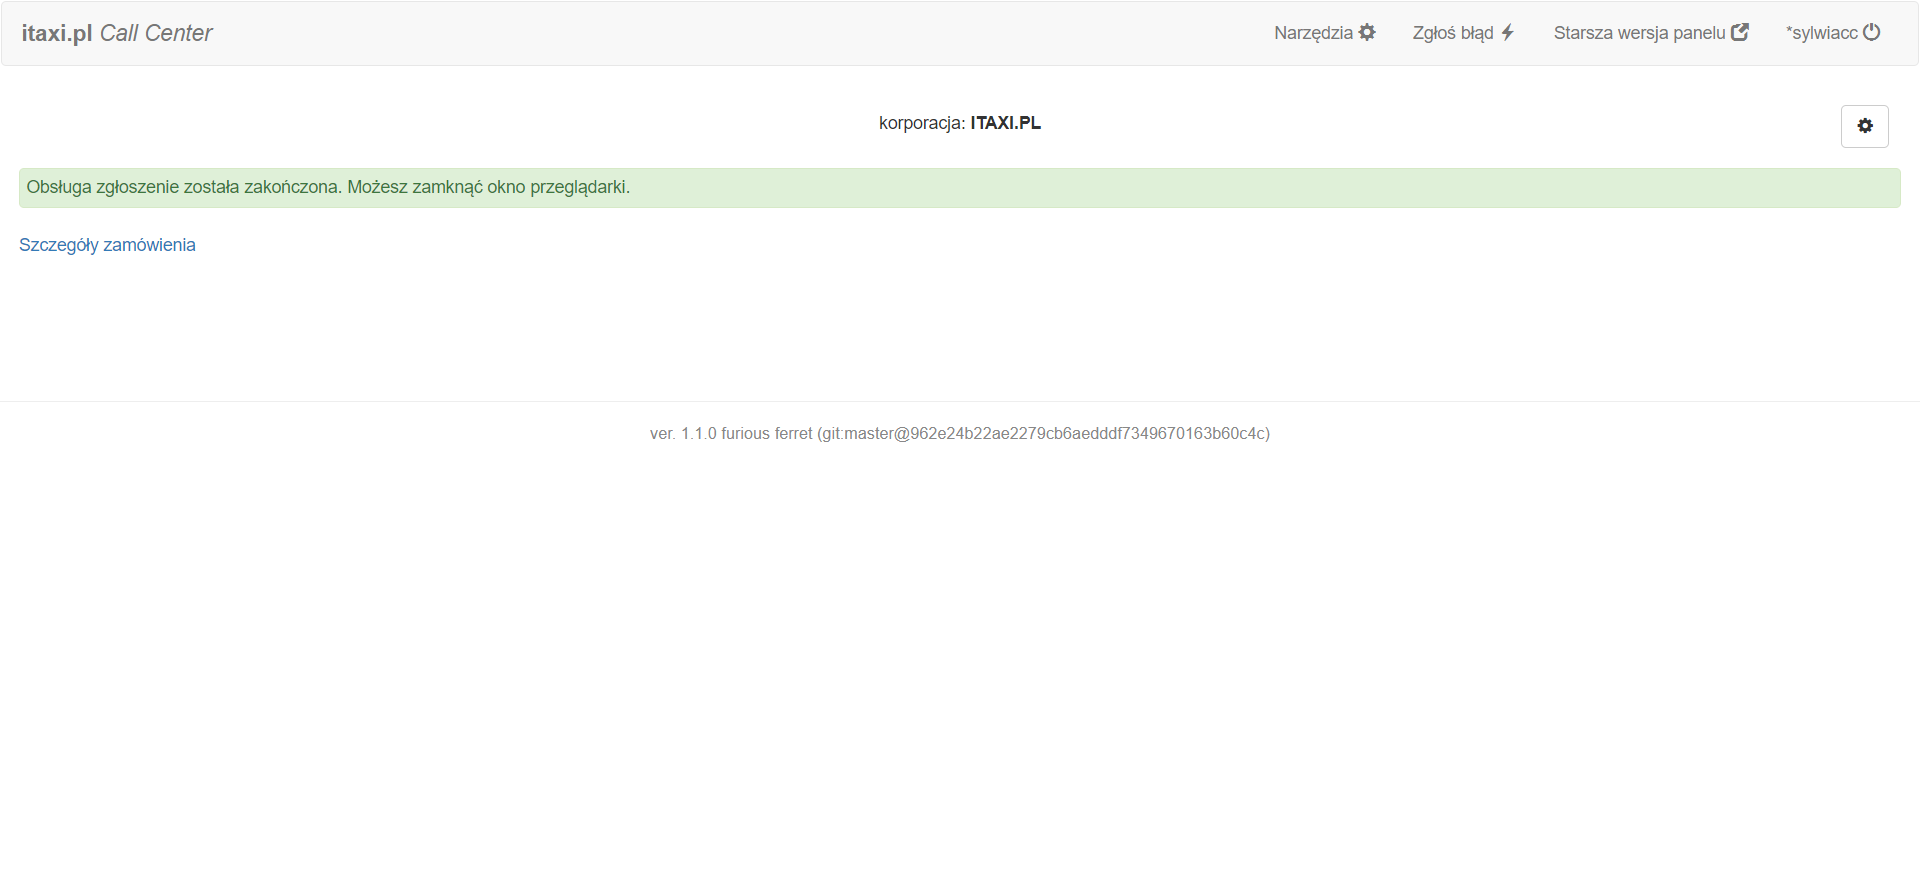 itaxi.pl Call Center
Narzędzia
Zgłoś błąd
Starsza wersja panelu
*sylwiacc
korporacja: ITAXI.PL
Obsługa zgłoszenie została zakończona. Możesz zamknąć okno przeglądarki.
Szczegóły zamówienia
ver. 1.1.0 furious ferret (git:master@962e24b22ae2279cb6aedddf7349670163b60c4c)